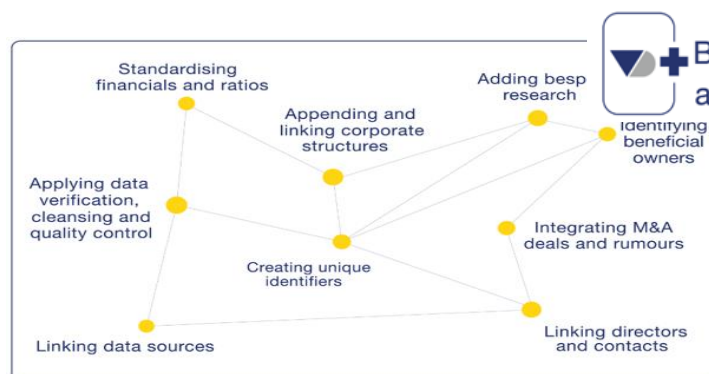 Standardising
financials and ratios
Adding
research
Appending and
linking corporate
structures
Identifying
beneficial
owners
Applying data
verification,
cleansing and
quality control
Integrating M&A
deals and rumours
Creating unique
identifiers
Linking data sources
Linking directors
and contacts